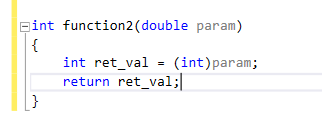 int function2(double param)
{
    int ret_val = (int)param;
    return ret_val;
}